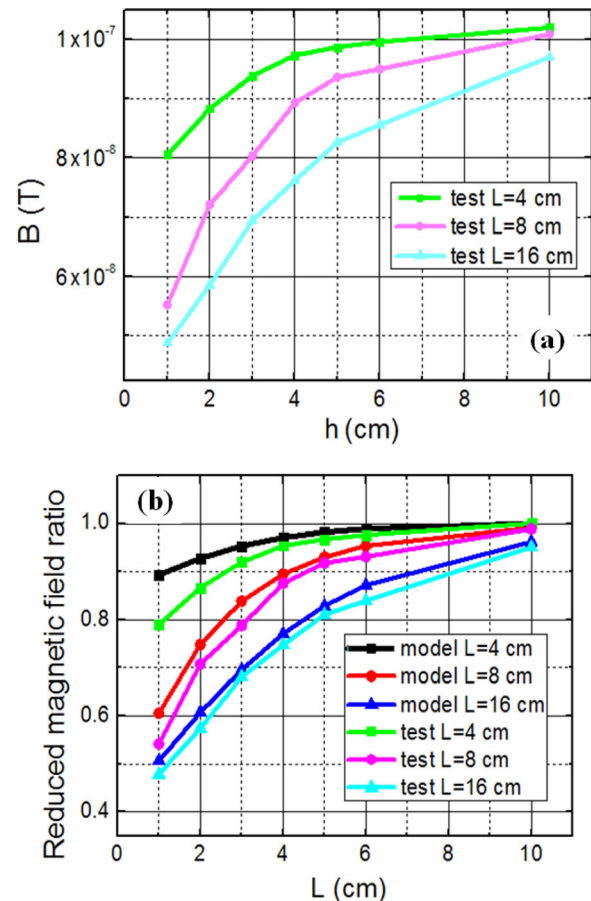 1x10⁻⁷
8x10⁻⁸
6x10⁻⁸
B (T)
test L=4 cm
test L=8 cm
test L=16 cm
(a)
0 2 4 6 8 10
h (cm)
(b)
1.0
0.8
0.6
0.4
Reduced magnetic field ratio
model L=4 cm
model L=8 cm
model L=16 cm
test L=4 cm
test L=8 cm
test L=16 cm
0 2 4 6 8 10
L (cm)